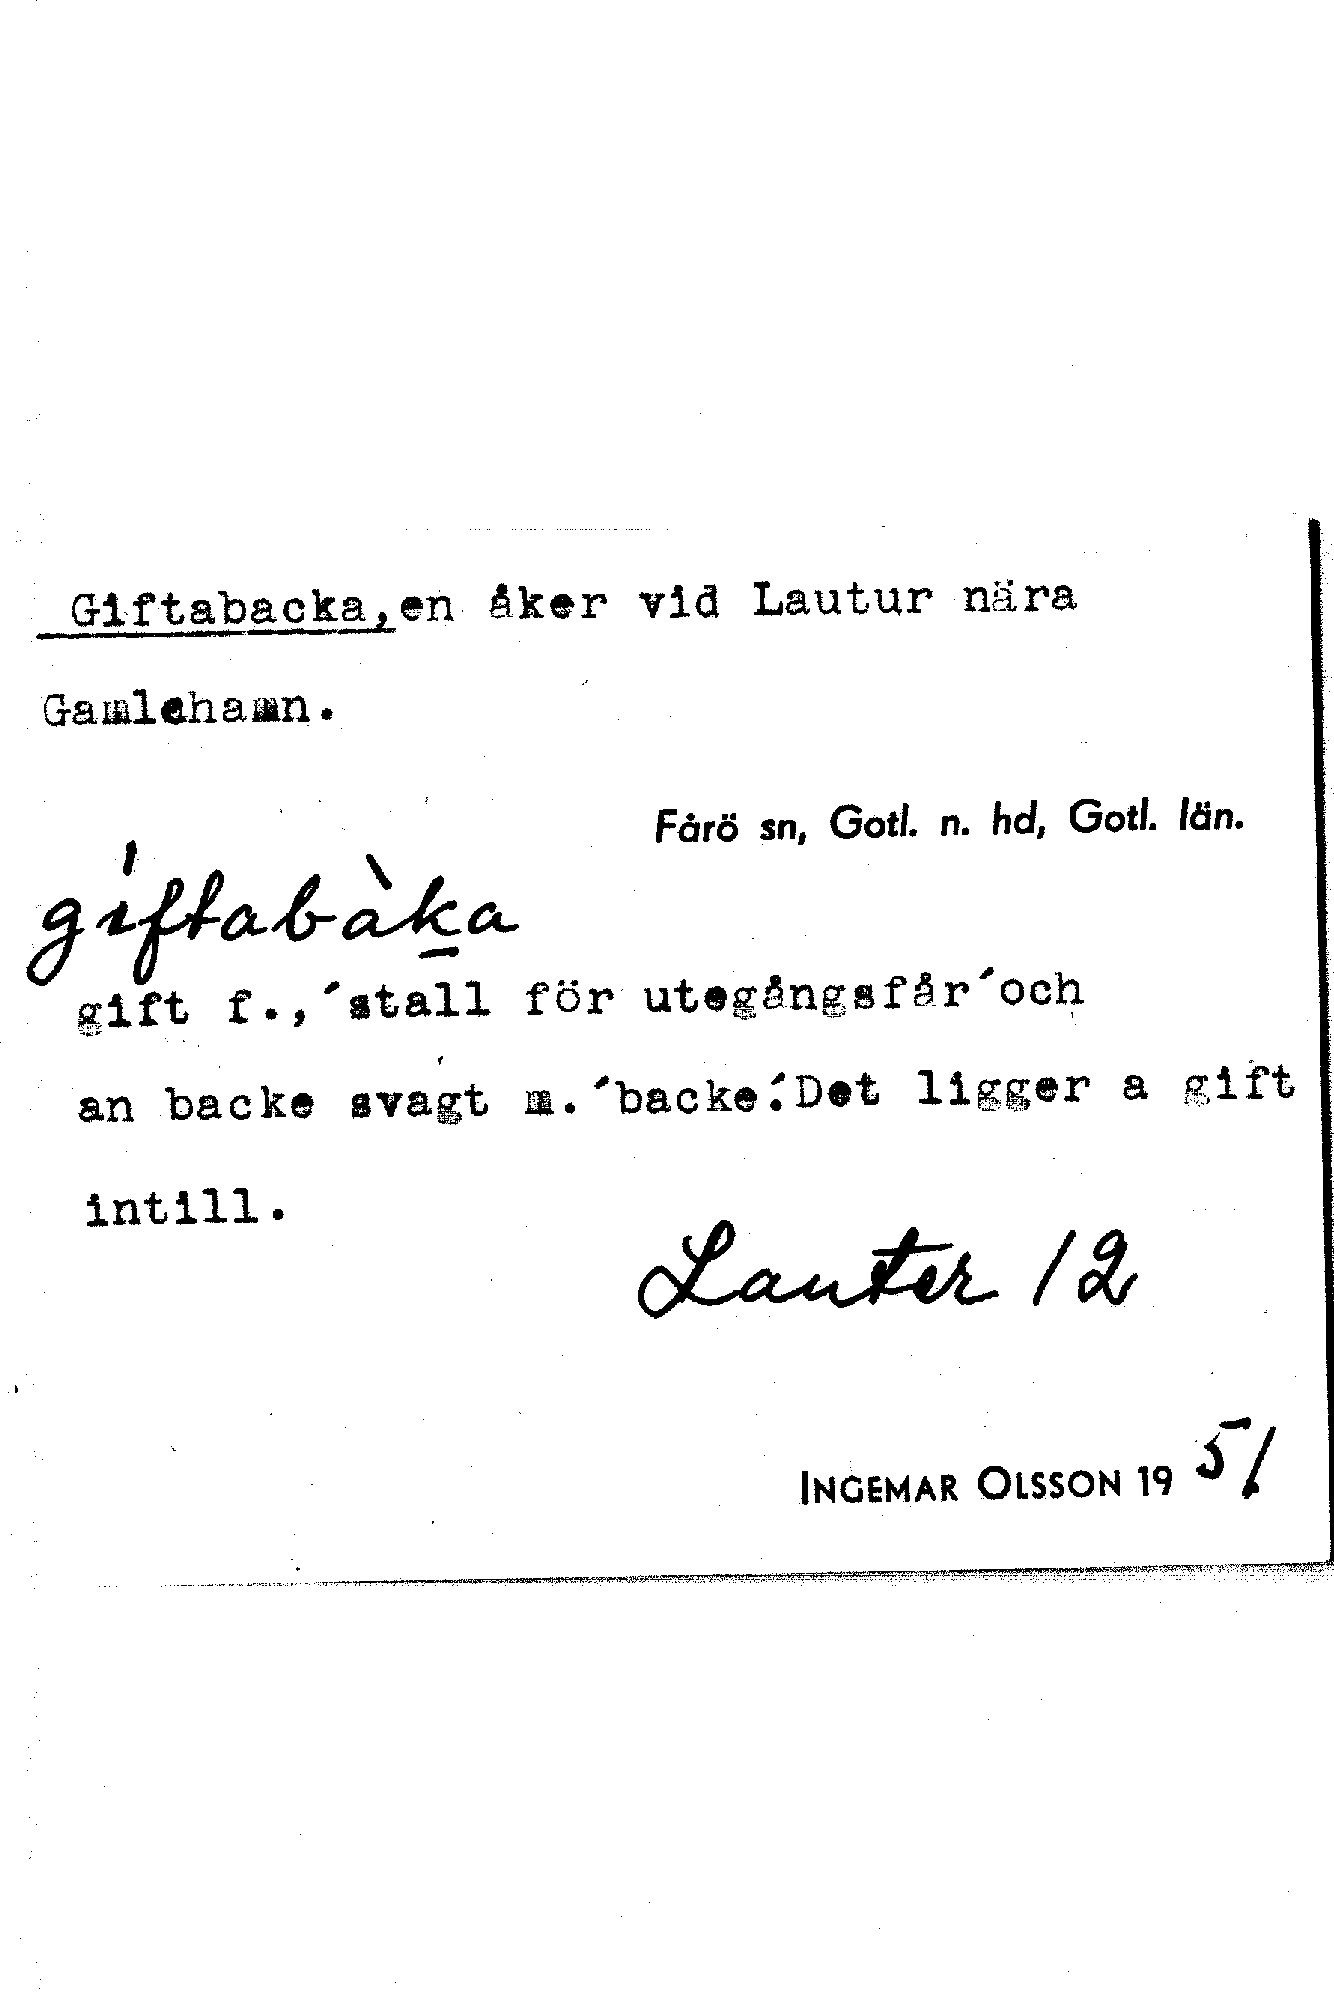 Giftabacka,en åker vid Lautur nära
Gamlehamn.
Fårö sn, Gotl. n. hd, Gotl. län.
gíftabàka
gift f.,´stall för utegångsfår´och
an backe svagt m.´backe´.Det ligger a gift
intill.
Lauter 12
INGEMAR OLSSON 1951